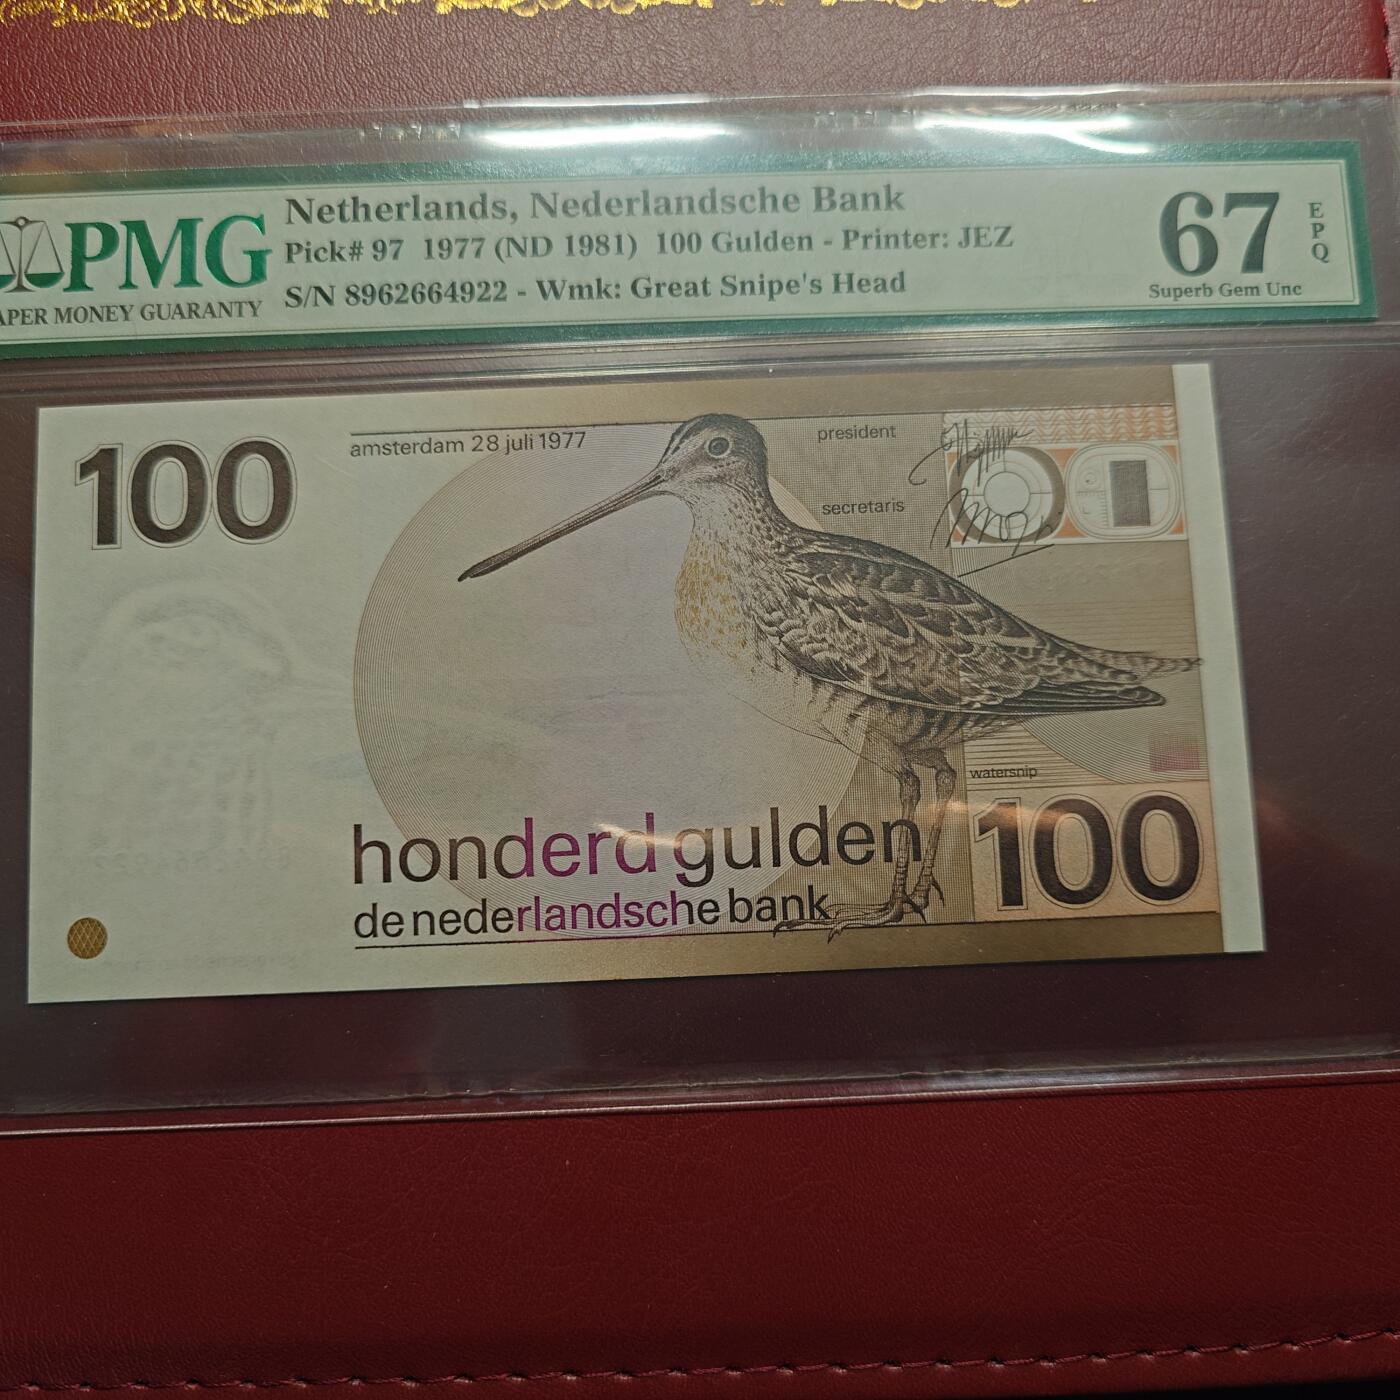 PMG
APER MONEY GUARANTY
Netherlands, Nederlandsche Bank
Pick# 97 1977 (ND 1981) 100 Gulden - Printer: JEZ
S/N 8962664922 - Wmk: Great Snipe's Head
67
EPQ
Superb Gem Unc
100
amsterdam 28 juli 1977
president
secretaris
watersnip
honderd gulden
100
de nederlandsche bank